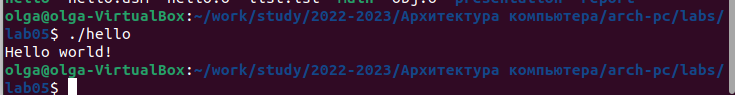 olga@olga-VirtualBox:~/work/study/2022-2023/Архитектура компьютера/arch-pc/labs/
lab05$ ./hello
Hello world!
olga@olga-VirtualBox:~/work/study/2022-2023/Архитектура компьютера/arch-pc/labs/
lab05$